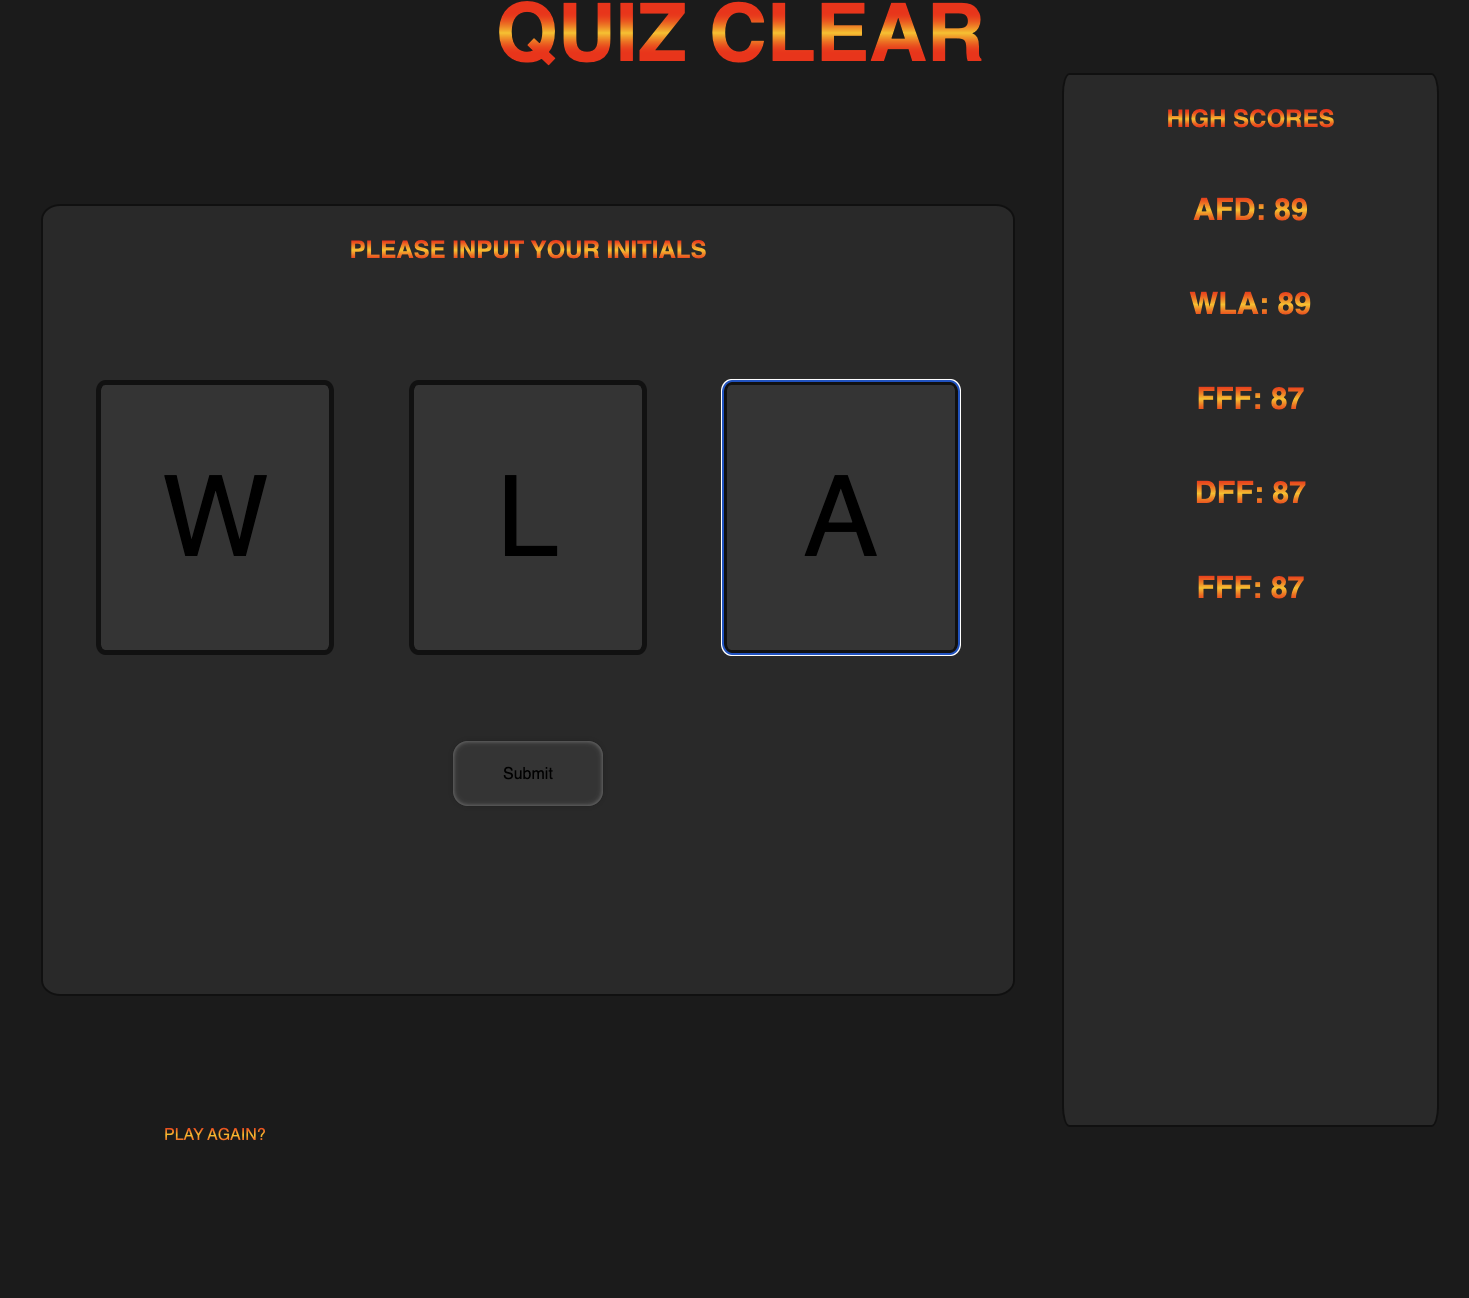 QUIZ CLEAR
PLEASE INPUT YOUR INITIALS
W L A
Submit
PLAY AGAIN?
HIGH SCORES
AFD: 89
WLA: 89
FFF: 87
DFF: 87
FFF: 87